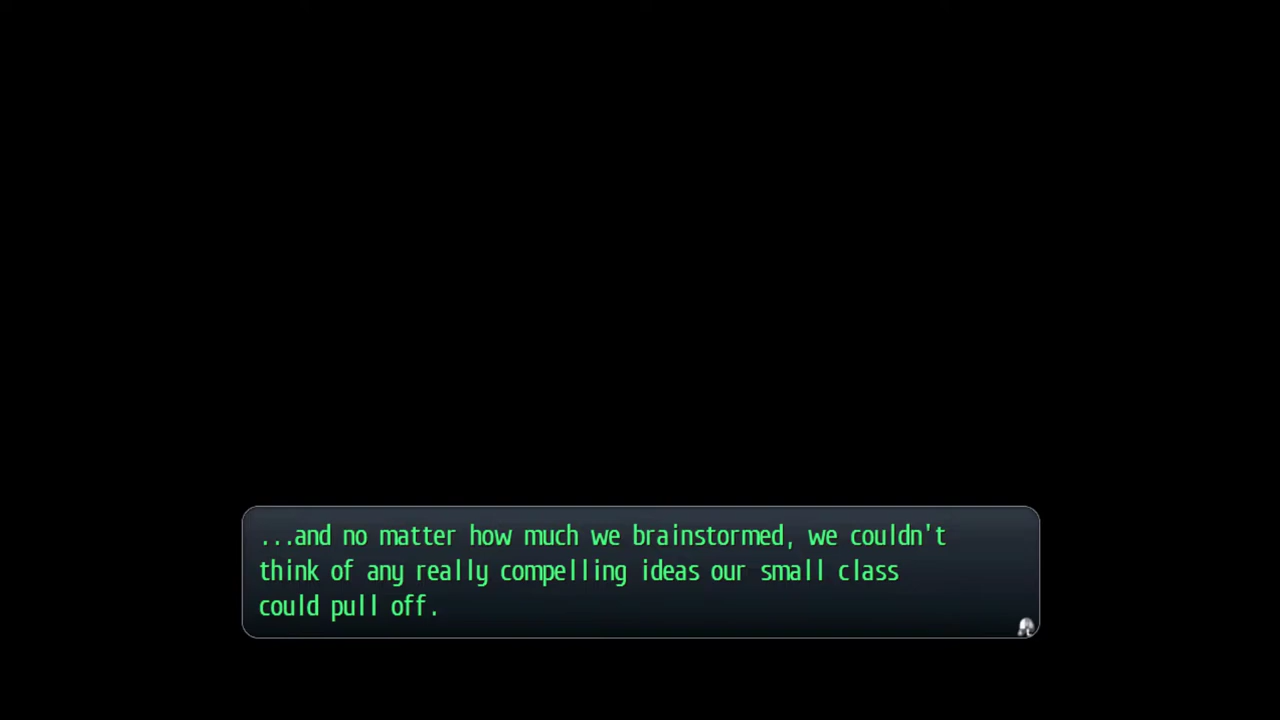 ...and no matter how much we brainstormed, we couldn't
think of any really compelling ideas our small class
could pull off.